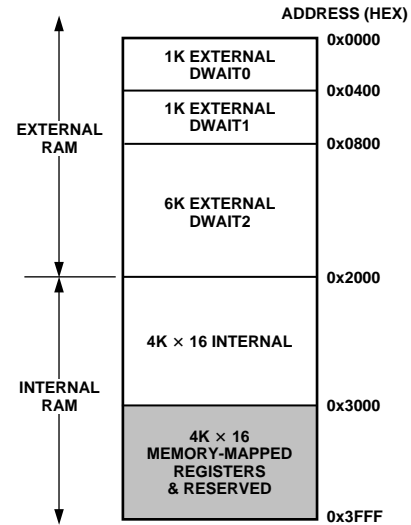 ADDRESS (HEX)
0x0000
1K EXTERNAL
DWAIT0
0x0400
1K EXTERNAL
DWAIT1
0x0800
EXTERNAL
RAM
6K EXTERNAL
DWAIT2
0x2000
4K × 16 INTERNAL
INTERNAL
RAM
0x3000
4K × 16
MEMORY-MAPPED
REGISTERS
& RESERVED
0x3FFF